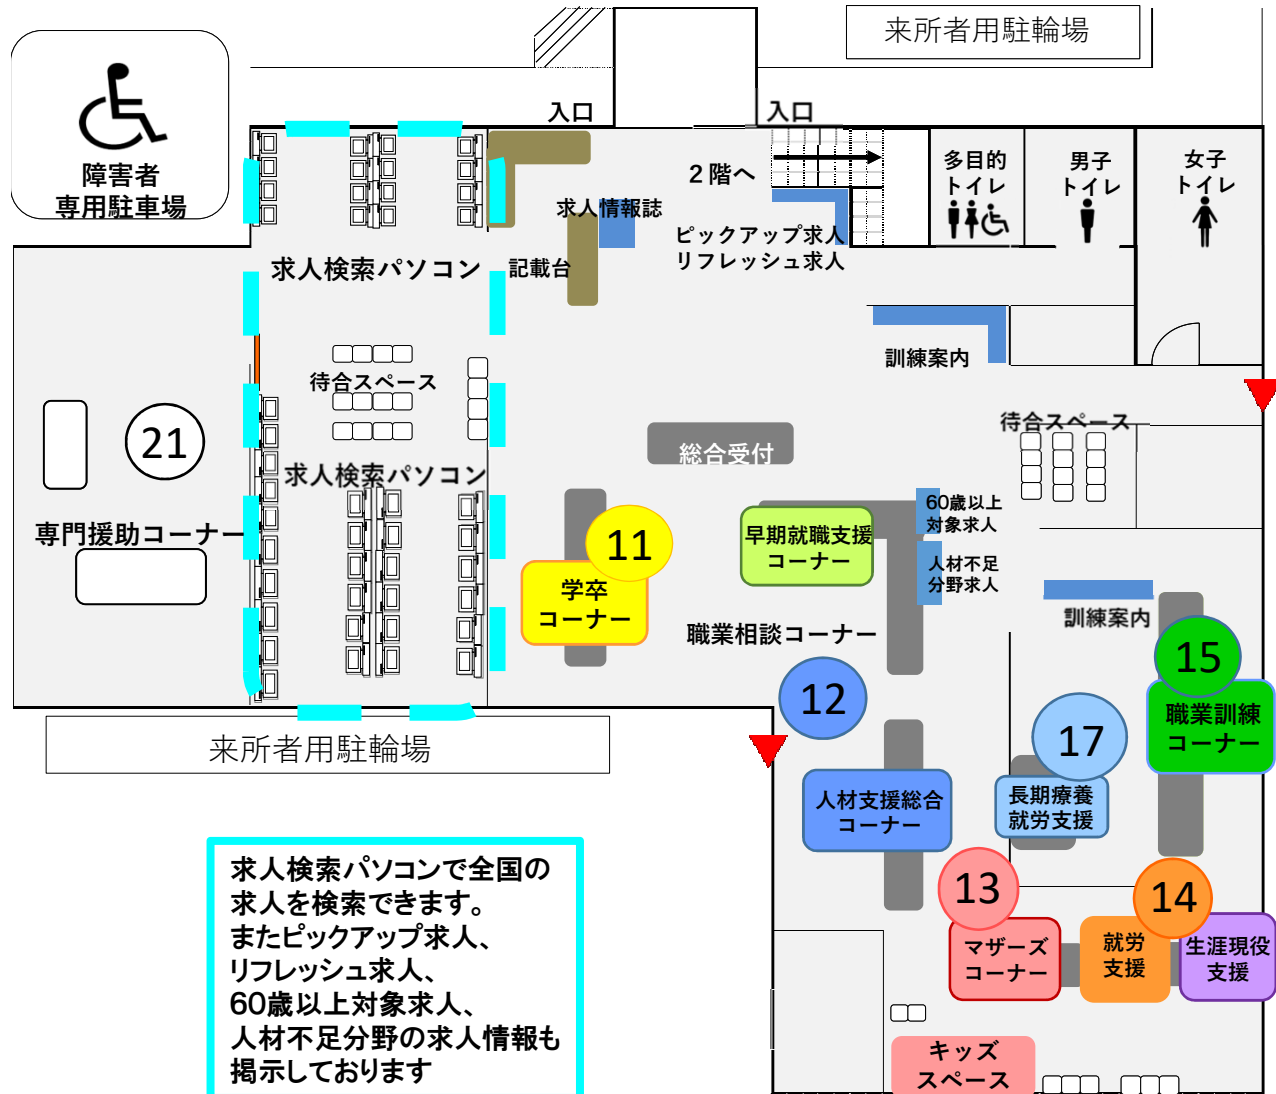 来所者用駐輪場
障害者
専用駐車場
入口
入口
2階へ
多目的
トイレ
男子
トイレ
女子
トイレ
求人情報誌
ピックアップ求人
リフレッシュ求人
求人検索パソコン
記載台
訓練案内
待合スペース
待合スペース
21
総合受付
求人検索パソコン
専門援助コーナー
60歳以上
対象求人
人材不足
分野求人
早期就職支援
コーナー
11
学卒
コーナー
職業相談コーナー
訓練案内
15
職業訓練
コーナー
12
17
来所者用駐輪場
人材支援総合
コーナー
長期療養
就労支援
13
14
マザーズ
コーナー
就労
支援
生涯現役
支援
キッズ
スペース
求人検索パソコンで全国の
求人を検索できます。
またピックアップ求人、
リフレッシュ求人、
60歳以上対象求人、
人材不足分野の求人情報も
掲示しております